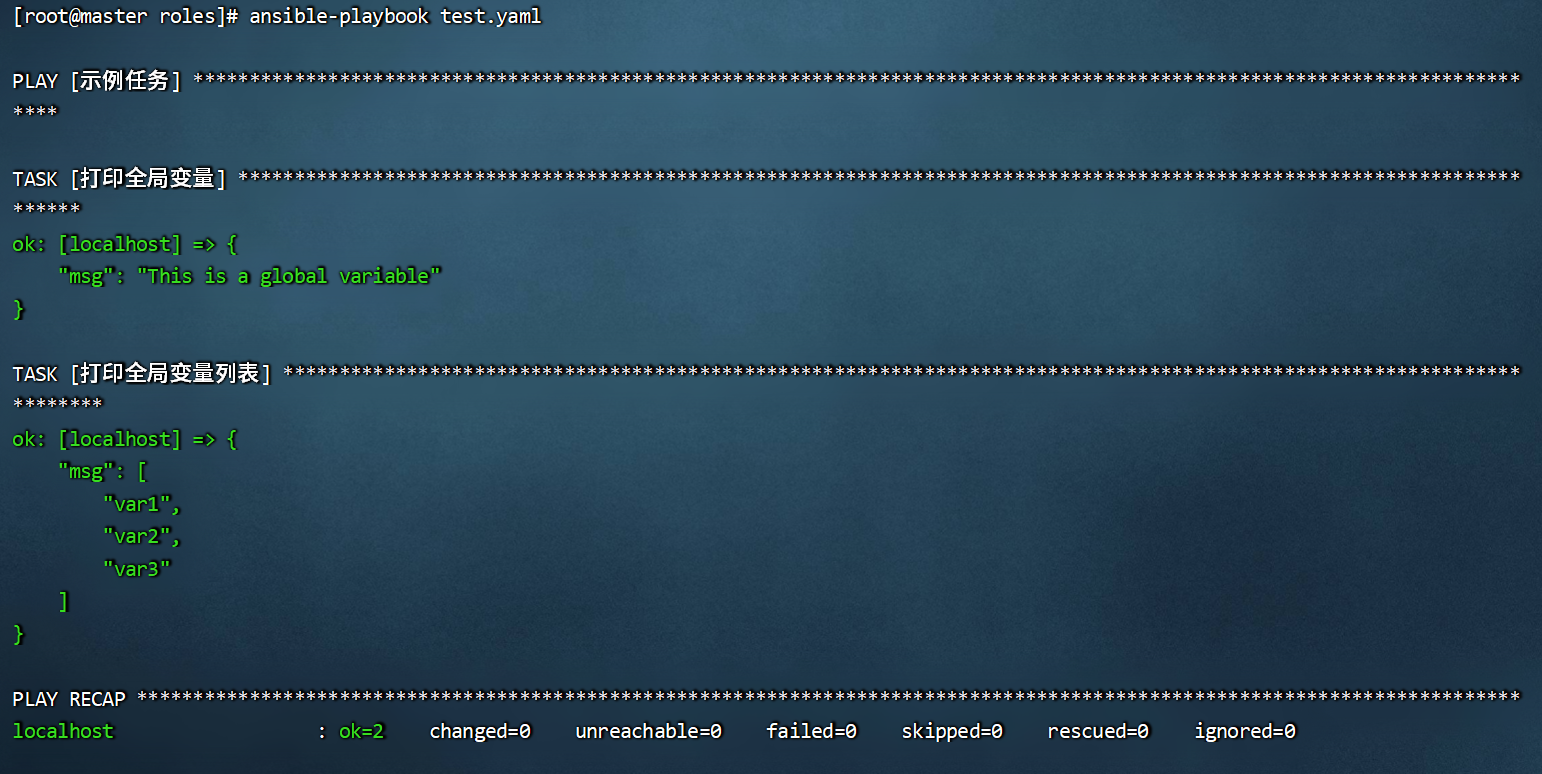 [root@master roles]# ansible-playbook test.yaml
PLAY [示例任务] **********************************************************************************************************************
****
TASK [打印全局变量] ******************************************************************************************************************
******
ok: [localhost] => {
    "msg": "This is a global variable"
}
TASK [打印全局变量列表] **************************************************************************************************************
********
ok: [localhost] => {
    "msg": [
        "var1",
        "var2",
        "var3"
    ]
}
PLAY RECAP ***************************************************************************************************************************
localhost                  : ok=2    changed=0    unreachable=0    failed=0    skipped=0    rescued=0    ignored=0